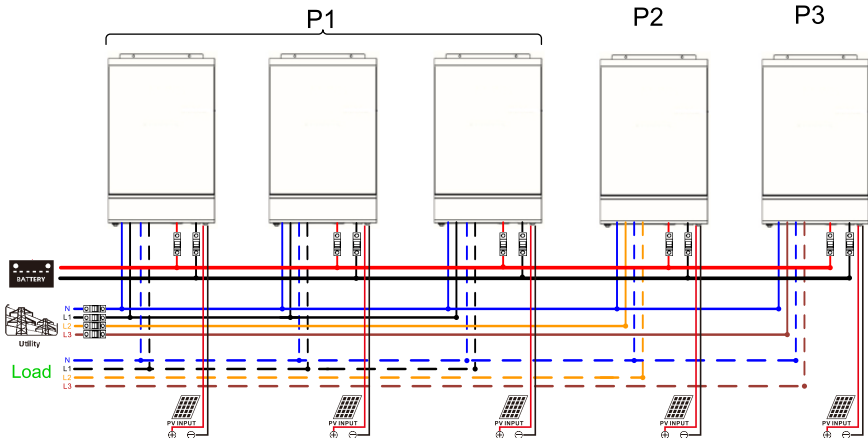 P1
P2
P3
BATTERY
N
L1
L2
L3
Utility
N
L1
L2
L3
Load
PV INPUT
PV INPUT
PV INPUT
PV INPUT
PV INPUT